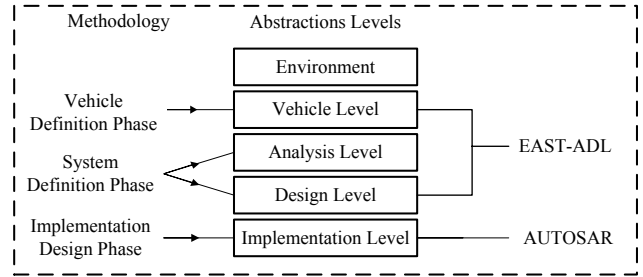 Methodology
Abstractions Levels
Environment
Vehicle
Definition Phase
Vehicle Level
System
Definition Phase
Analysis Level
Design Level
EAST-ADL
Implementation
Design Phase
Implementation Level
AUTOSAR